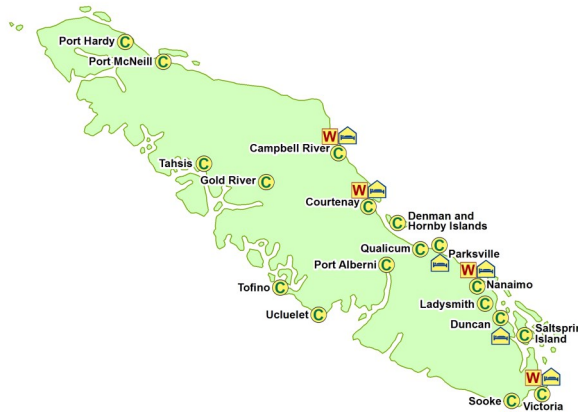 Port Hardy C
Port McNeill C
W
Campbell River C
Tahsis C
Gold River C
W
Courtenay C
C Denman and
Hornby Islands
Qualicum C C
Parksville
Port Alberni C
W
C Nanaimo
Tofino C
Ladysmith C
Ucluelet C
Duncan C
C Saltsprin
Island
W
Sooke C
C Victoria